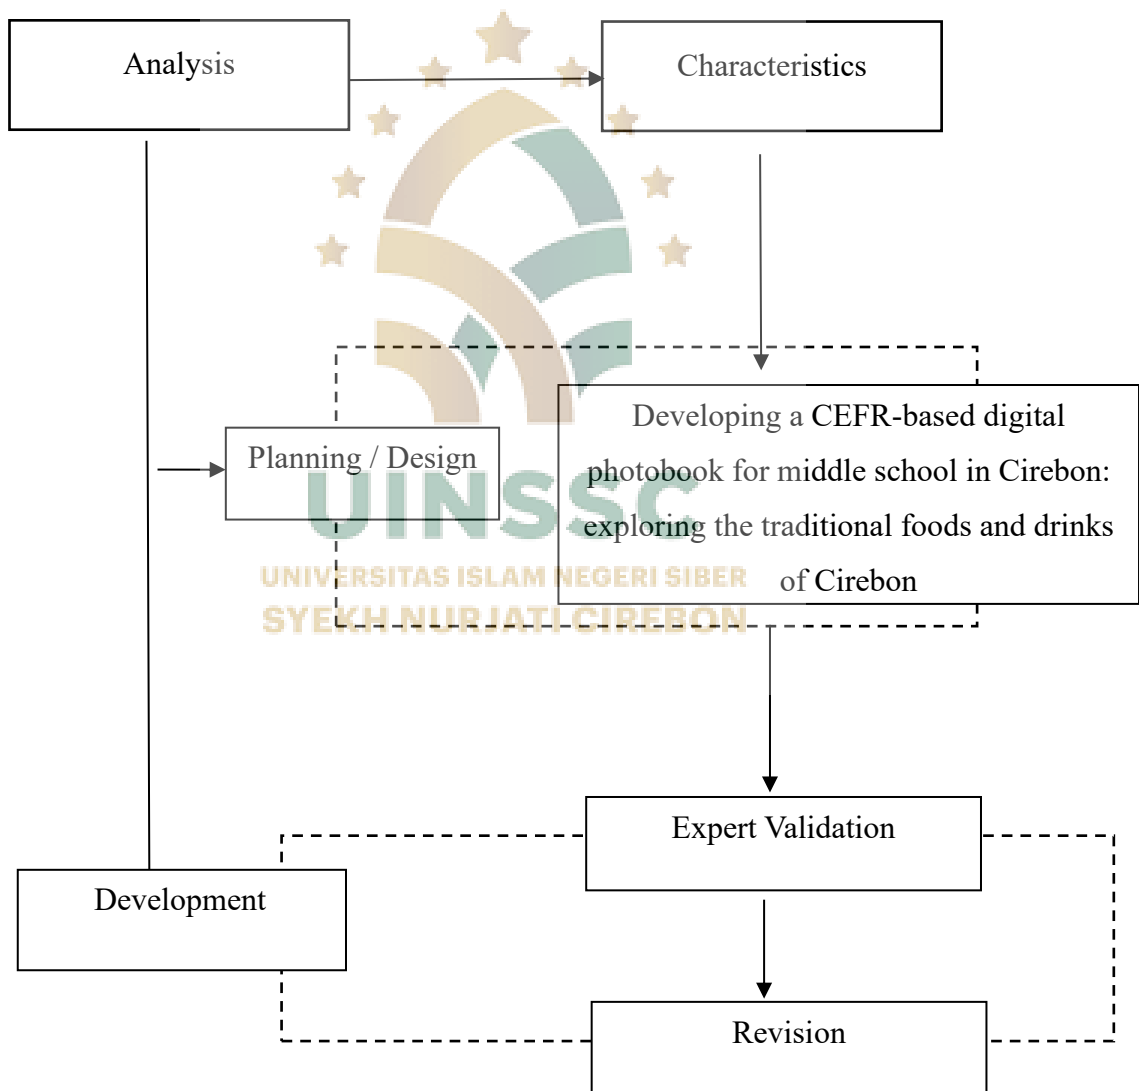 Analysis
Characteristics
Planning / Design
Developing a CEFR-based digital
photobook for middle school in Cirebon:
exploring the traditional foods and drinks
of Cirebon
UINSSC
UNIVERSITAS ISLAM NEGERI SIBER
SYEKH NURJATI CIREBON
Expert Validation
Development
Revision